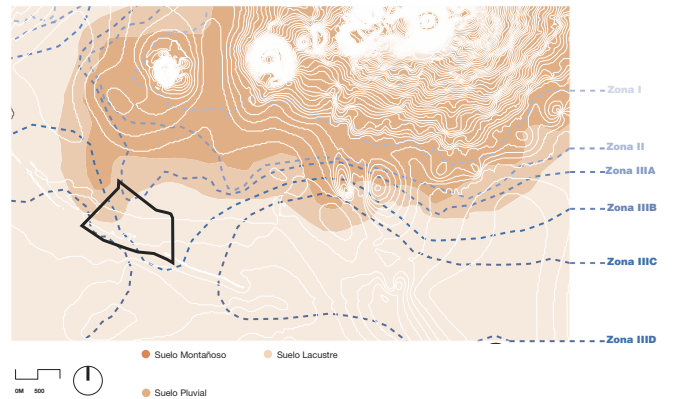 Zona I
Zona II
Zona IIIA
Zona IIIB
Zona IIIC
Zona IIID
Suelo Montañoso
Suelo Lacustre
Suelo Pluvial
0M 500